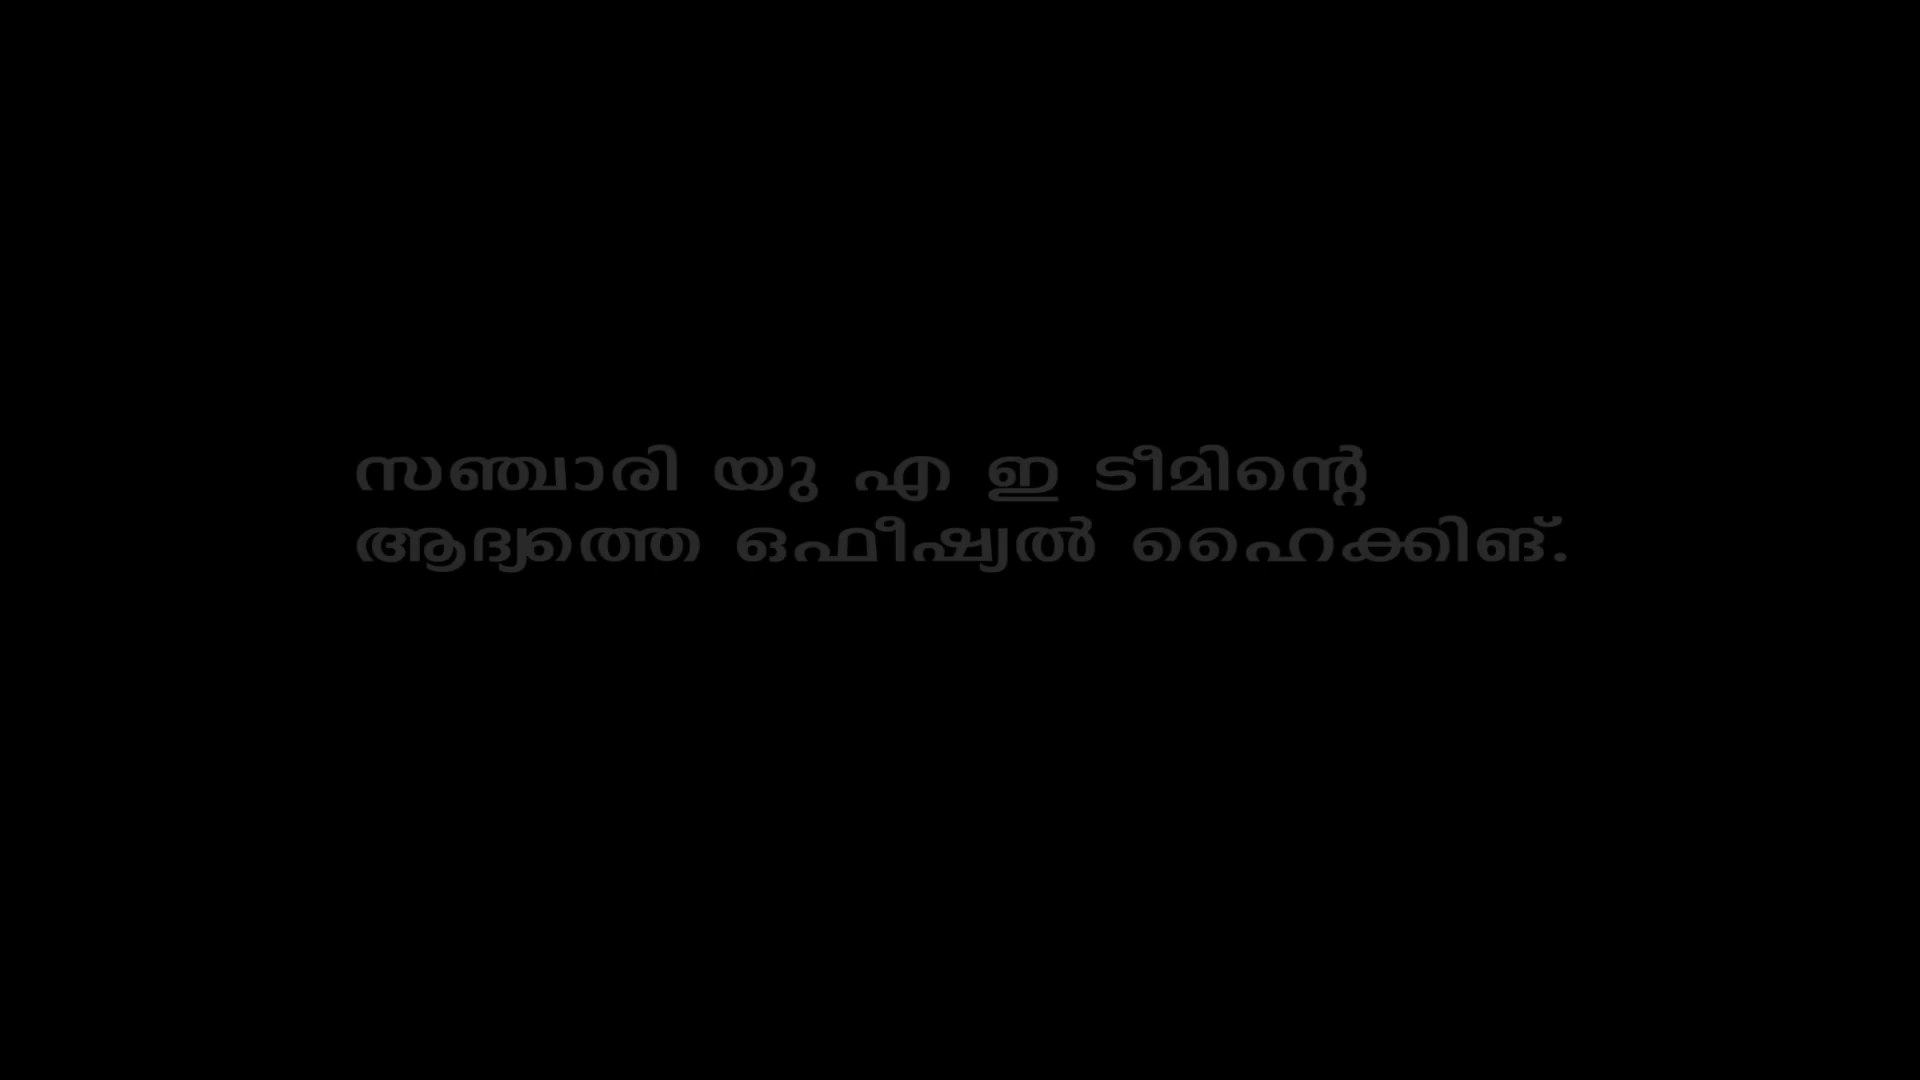 സഞ്ചാരി യു എ ഇ ടീമിന്റെ
ആദ്യത്തെ ഒഫീഷ്യൽ ഹൈക്കിങ്.